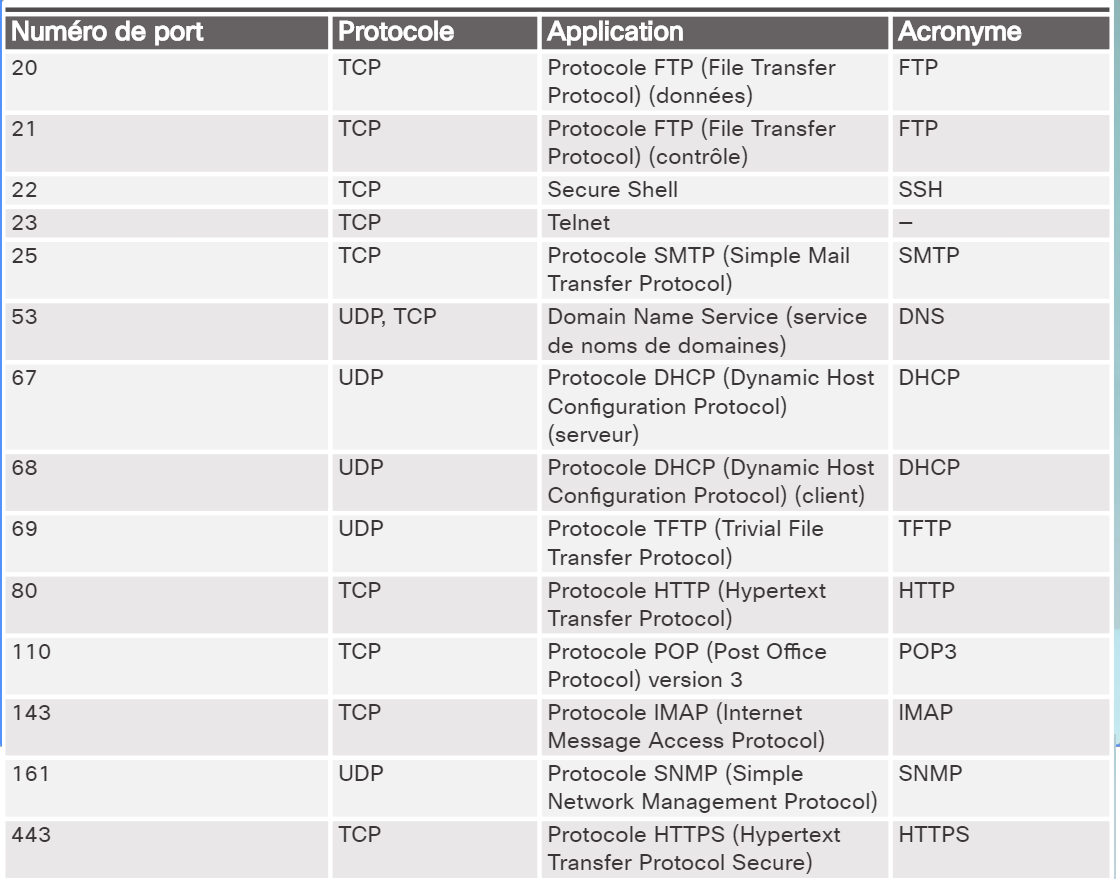 Numéro de port Protocole Application Acronyme
20 TCP Protocole FTP (File Transfer FTP
Protocol) (données)
21 TCP Protocole FTP (File Transfer FTP
Protocol) (contrôle)
22 TCP Secure Shell SSH
23 TCP Telnet –
25 TCP Protocole SMTP (Simple Mail SMTP
Transfer Protocol)
53 UDP, TCP Domain Name Service (service DNS
de noms de domaines)
67 UDP Protocole DHCP (Dynamic Host DHCP
Configuration Protocol)
(serveur)
68 UDP Protocole DHCP (Dynamic Host DHCP
Configuration Protocol) (client)
69 UDP Protocole TFTP (Trivial File TFTP
Transfer Protocol)
80 TCP Protocole HTTP (Hypertext HTTP
Transfer Protocol)
110 TCP Protocole POP (Post Office POP3
Protocol) version 3
143 TCP Protocole IMAP (Internet IMAP
Message Access Protocol)
161 UDP Protocole SNMP (Simple SNMP
Network Management Protocol)
443 TCP Protocole HTTPS (Hypertext HTTPS
Transfer Protocol Secure)